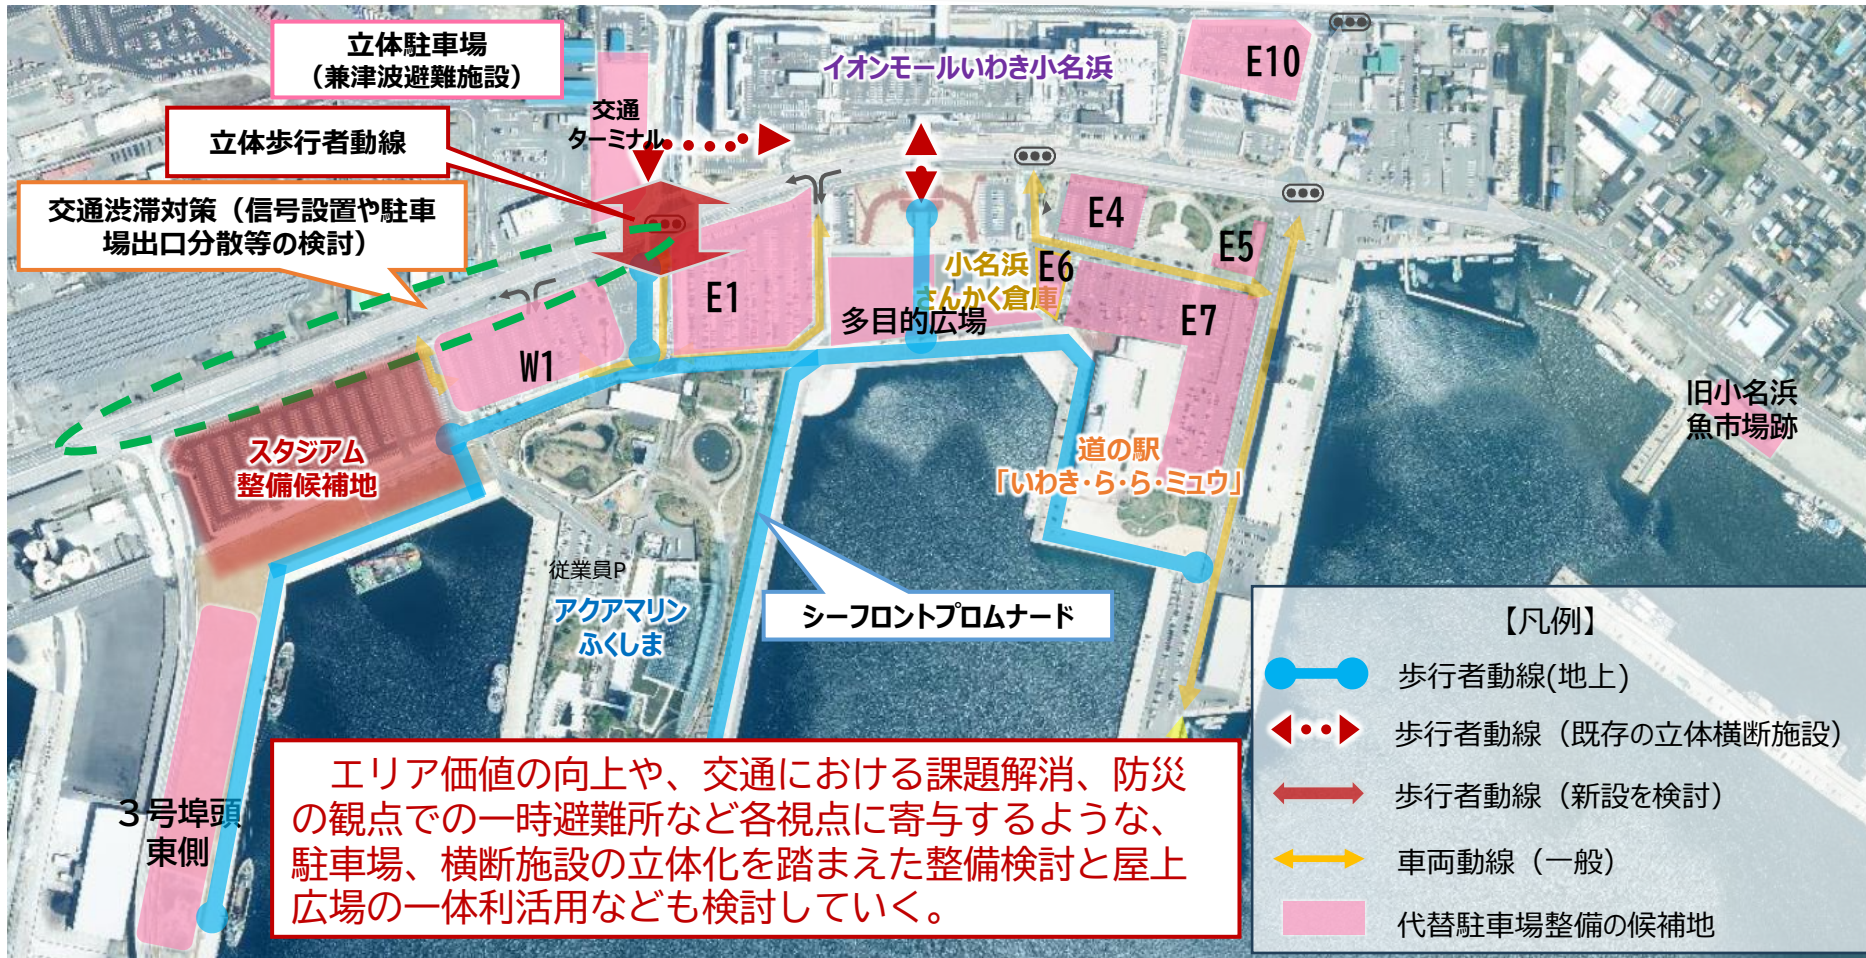 立体駐車場
（兼津波避難施設）
立体歩行者動線
交通渋滞対策（信号設置や駐車
場出口分散等の検討）
交通
ターミナル
イオンモールいわき小名浜
E10
E4
E5
E6
E7
E1
W1
小名浜
さんかく倉庫
多目的広場
スタジアム
整備候補地
道の駅
「いわき・ら・ら・ミュウ」
旧小名浜
魚市場跡
従業員P
アクアマリン
ふくしま
シーフロントプロムナード
３号埠頭
東側
エリア価値の向上や、交通における課題解消、防災
の観点での一時避難所など各視点に寄与するような、
駐車場、横断施設の立体化を踏まえた整備検討と屋上
広場の一体利活用なども検討していく。
【凡例】
歩行者動線(地上)
歩行者動線（既存の立体横断施設）
歩行者動線（新設を検討）
車両動線（一般）
代替駐車場整備の候補地